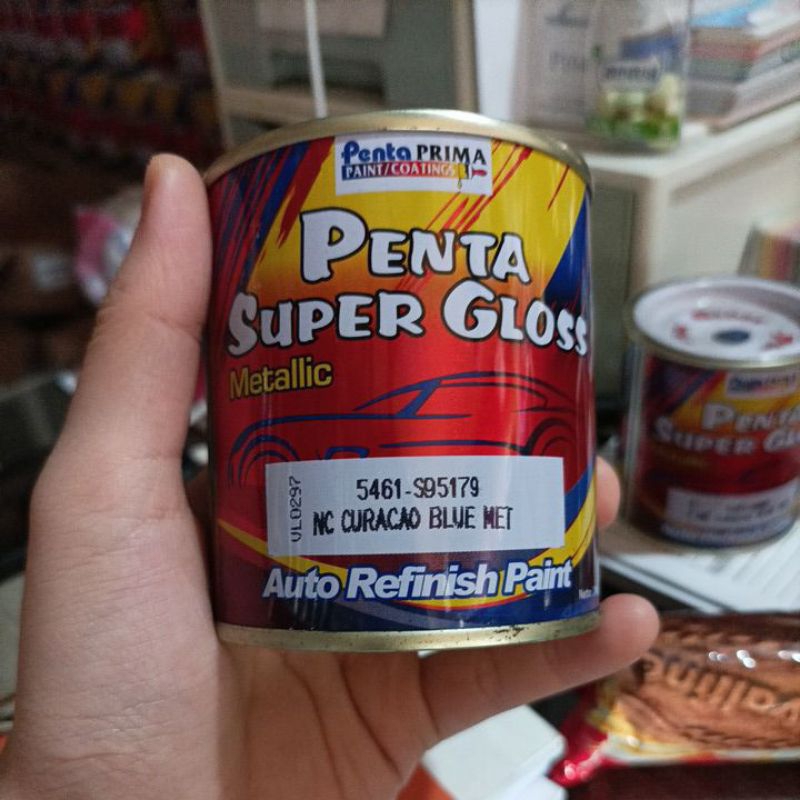 Penta PRIMA
PAINT/COATINGS
PENTA
SUPER GLOSS
Metallic
5461-S95179
NC CURACAO BLUE MET
VL0297
Auto Refinish Paint
PENTA
SUPER GL